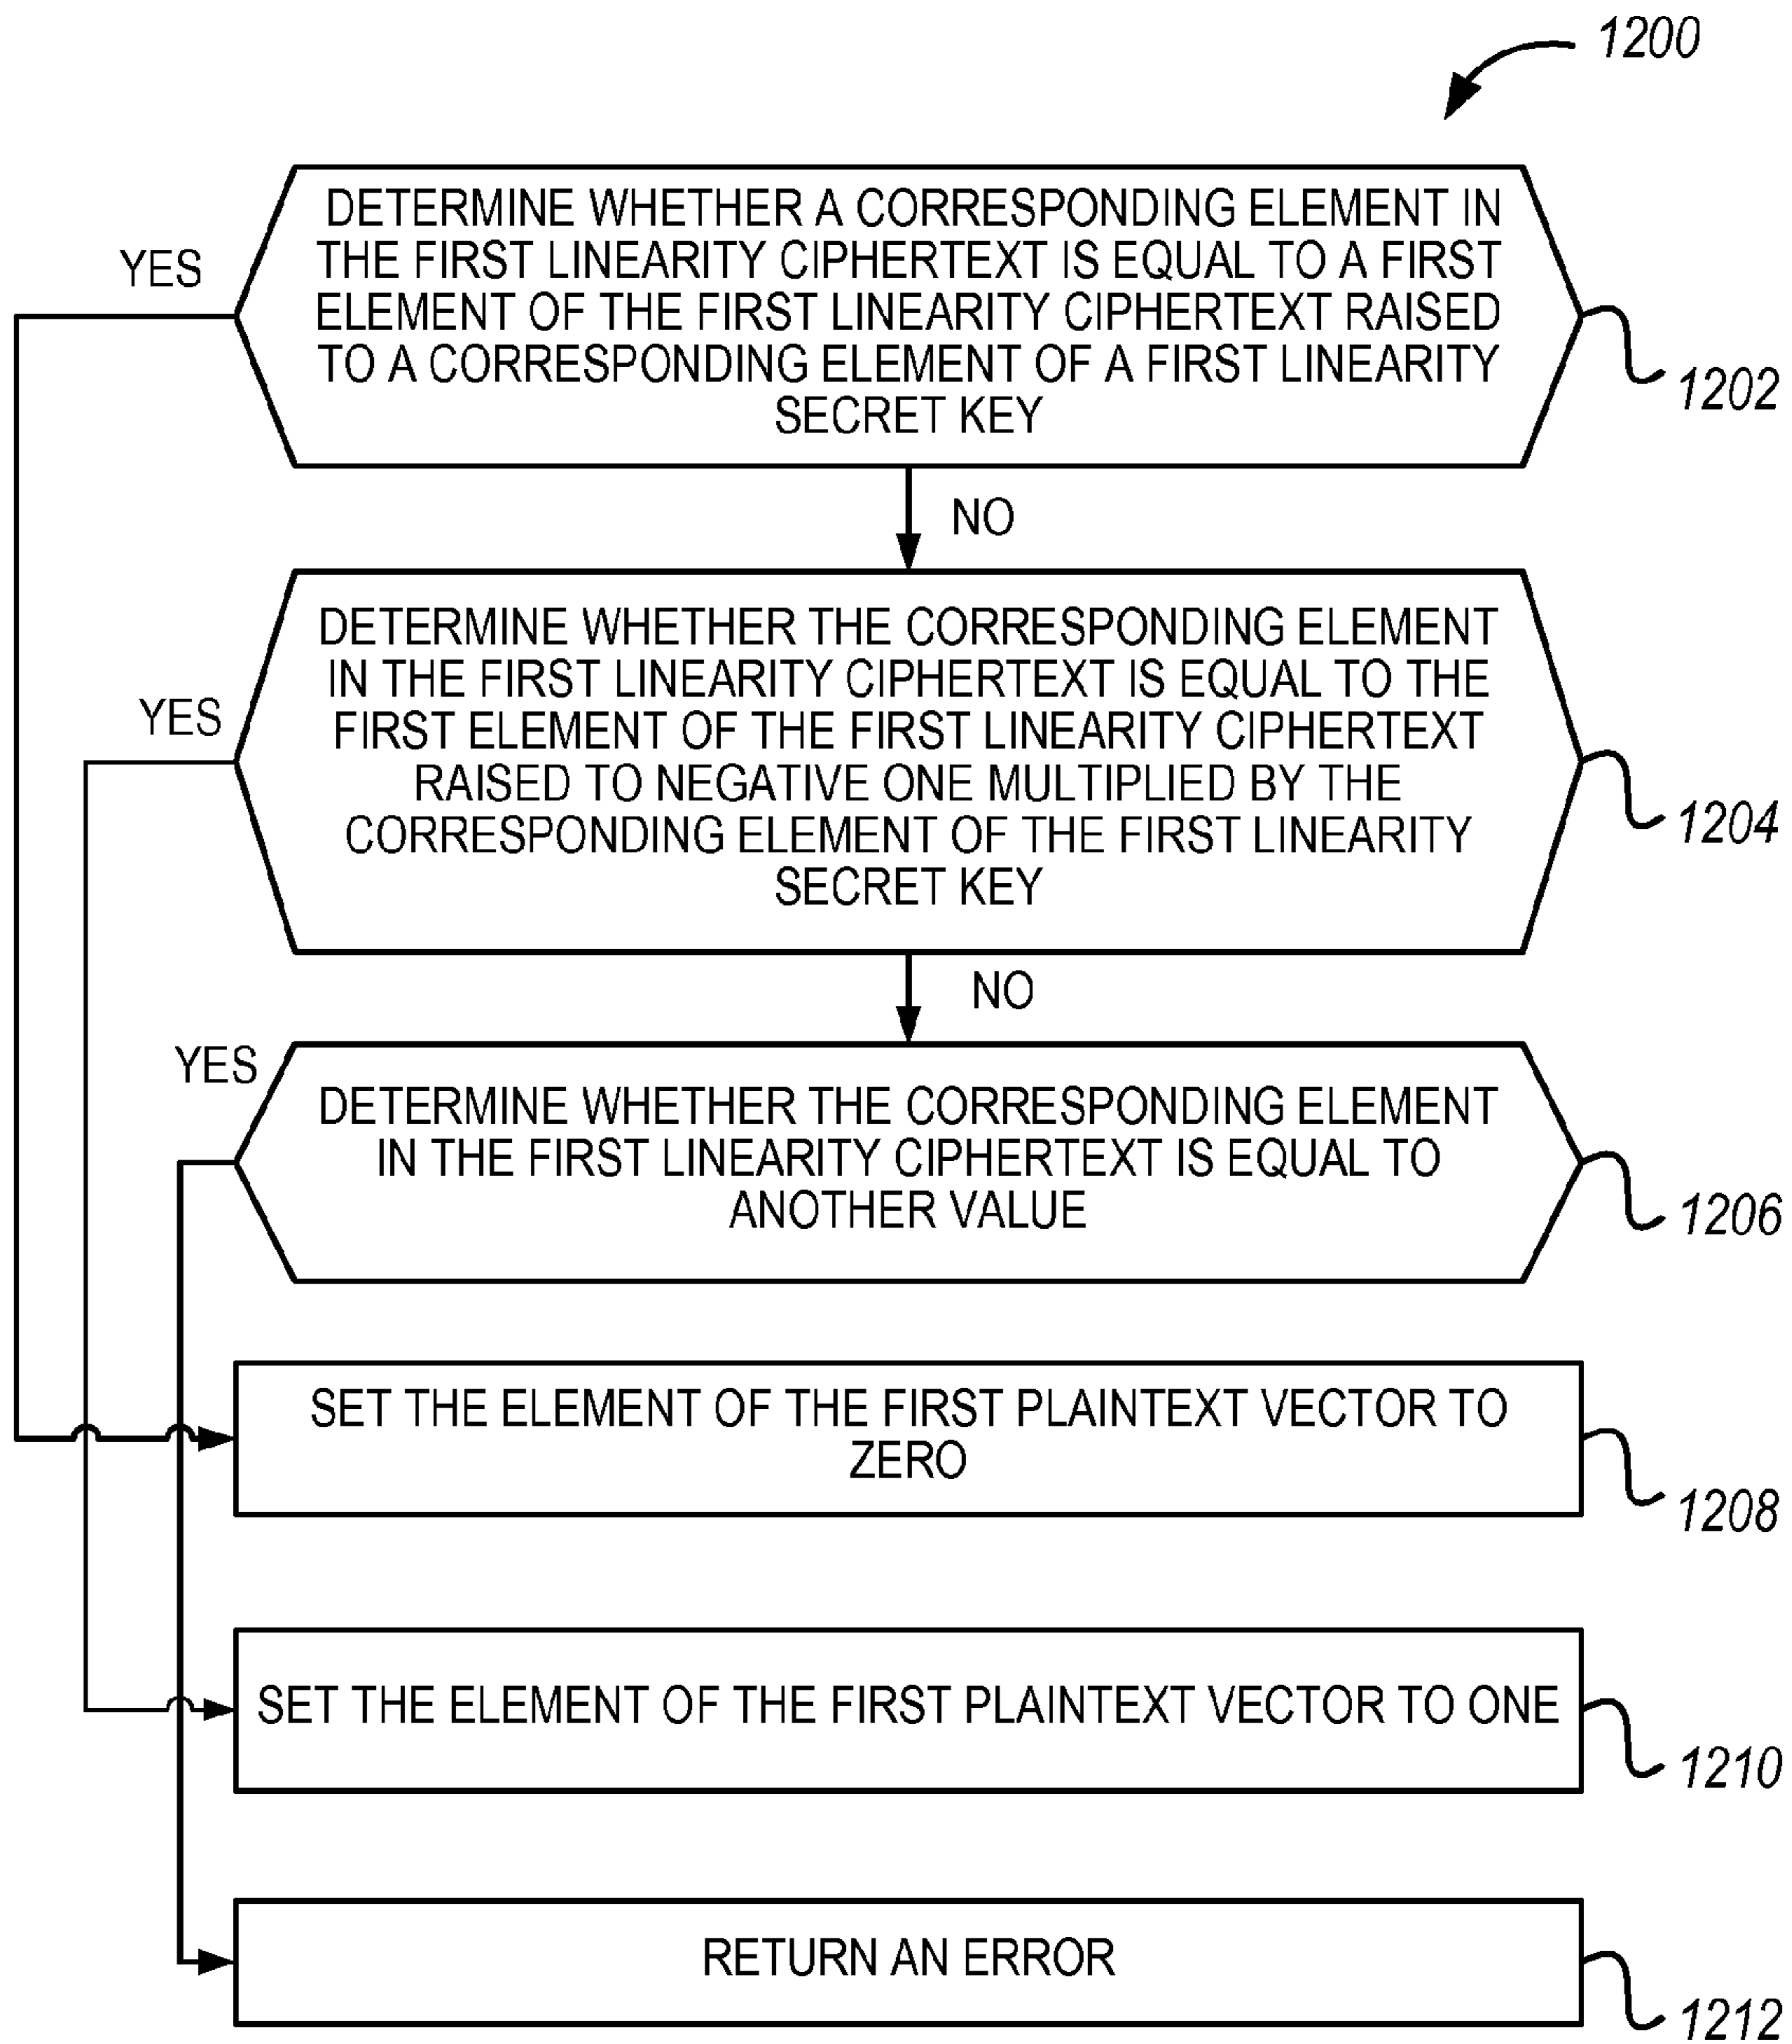 1200
DETERMINE WHETHER A CORRESPONDING ELEMENT IN
THE FIRST LINEARITY CIPHERTEXT IS EQUAL TO A FIRST
ELEMENT OF THE FIRST LINEARITY CIPHERTEXT RAISED
TO A CORRESPONDING ELEMENT OF A FIRST LINEARITY
SECRET KEY
YES
1202
NO
DETERMINE WHETHER THE CORRESPONDING ELEMENT
IN THE FIRST LINEARITY CIPHERTEXT IS EQUAL TO THE
FIRST ELEMENT OF THE FIRST LINEARITY CIPHERTEXT
RAISED TO NEGATIVE ONE MULTIPLIED BY THE
CORRESPONDING ELEMENT OF THE FIRST LINEARITY
SECRET KEY
YES
1204
NO
YES
DETERMINE WHETHER THE CORRESPONDING ELEMENT
IN THE FIRST LINEARITY CIPHERTEXT IS EQUAL TO
ANOTHER VALUE
1206
SET THE ELEMENT OF THE FIRST PLAINTEXT VECTOR TO
ZERO
1208
SET THE ELEMENT OF THE FIRST PLAINTEXT VECTOR TO ONE
1210
RETURN AN ERROR
1212